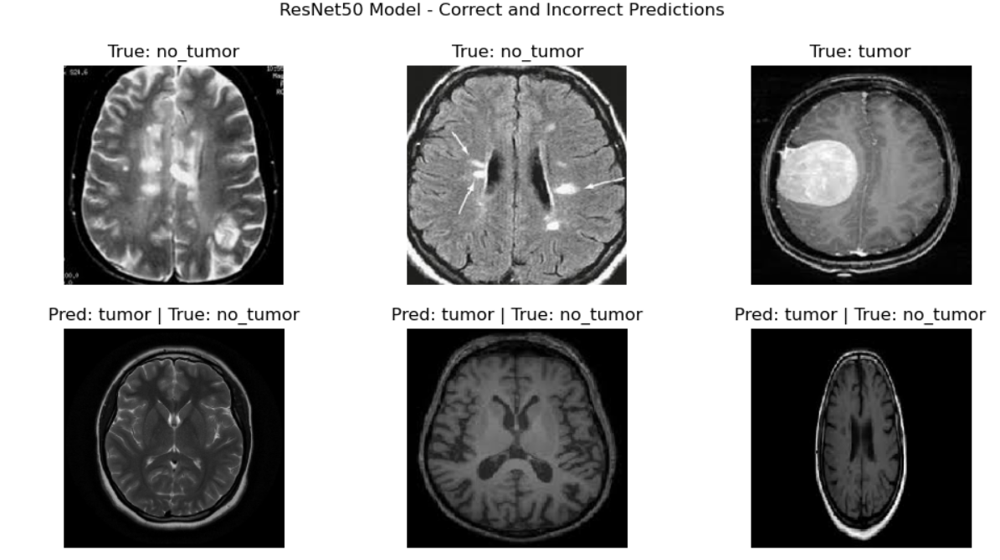 ResNet50 Model - Correct and Incorrect Predictions
True: no_tumor
True: no_tumor
True: tumor
Pred: tumor | True: no_tumor
Pred: tumor | True: no_tumor
Pred: tumor | True: no_tumor